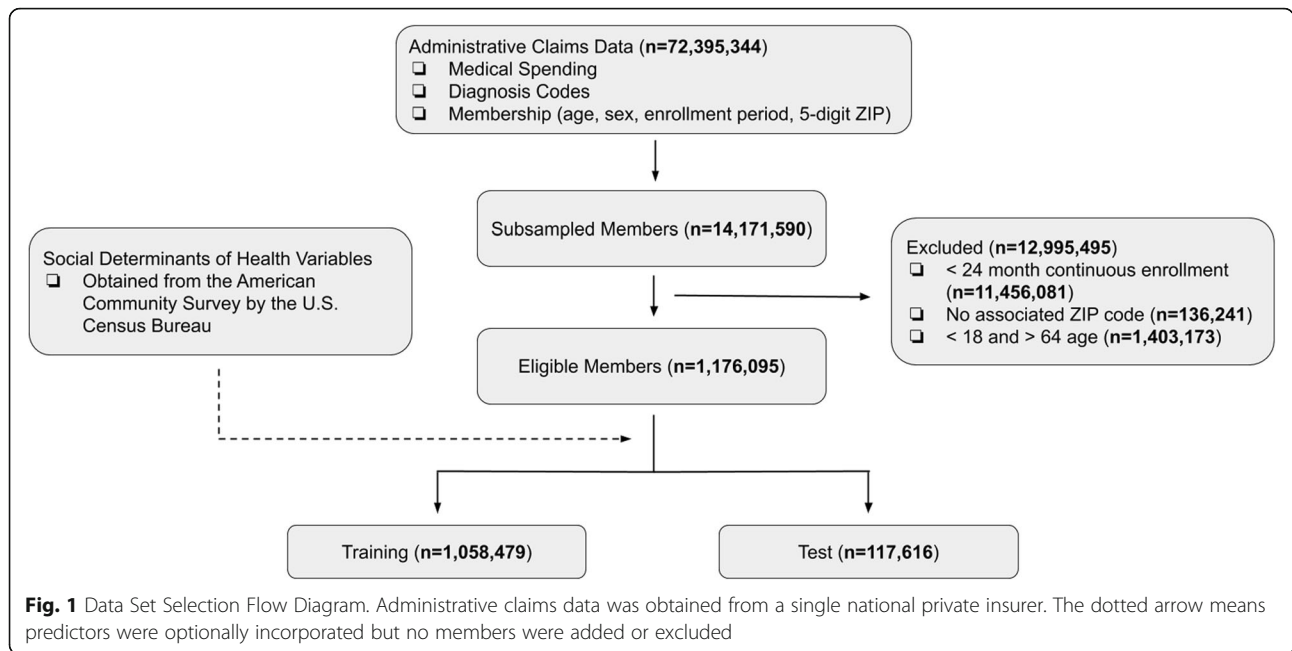 Administrative Claims Data (n=72,395,344)
❑ Medical Spending
❑ Diagnosis Codes
❑ Membership (age, sex, enrollment period, 5-digit ZIP)
Subsampled Members (n=14,171,590)
Social Determinants of Health Variables
❑ Obtained from the American
Community Survey by the U.S.
Census Bureau
Excluded (n=12,995,495)
❑ < 24 month continuous enrollment
(n=11,456,081)
❑ No associated ZIP code (n=136,241)
❑ < 18 and > 64 age (n=1,403,173)
Eligible Members (n=1,176,095)
Training (n=1,058,479)
Test (n=117,616)
Fig. 1 Data Set Selection Flow Diagram. Administrative claims data was obtained from a single national private insurer. The dotted arrow means
predictors were optionally incorporated but no members were added or excluded